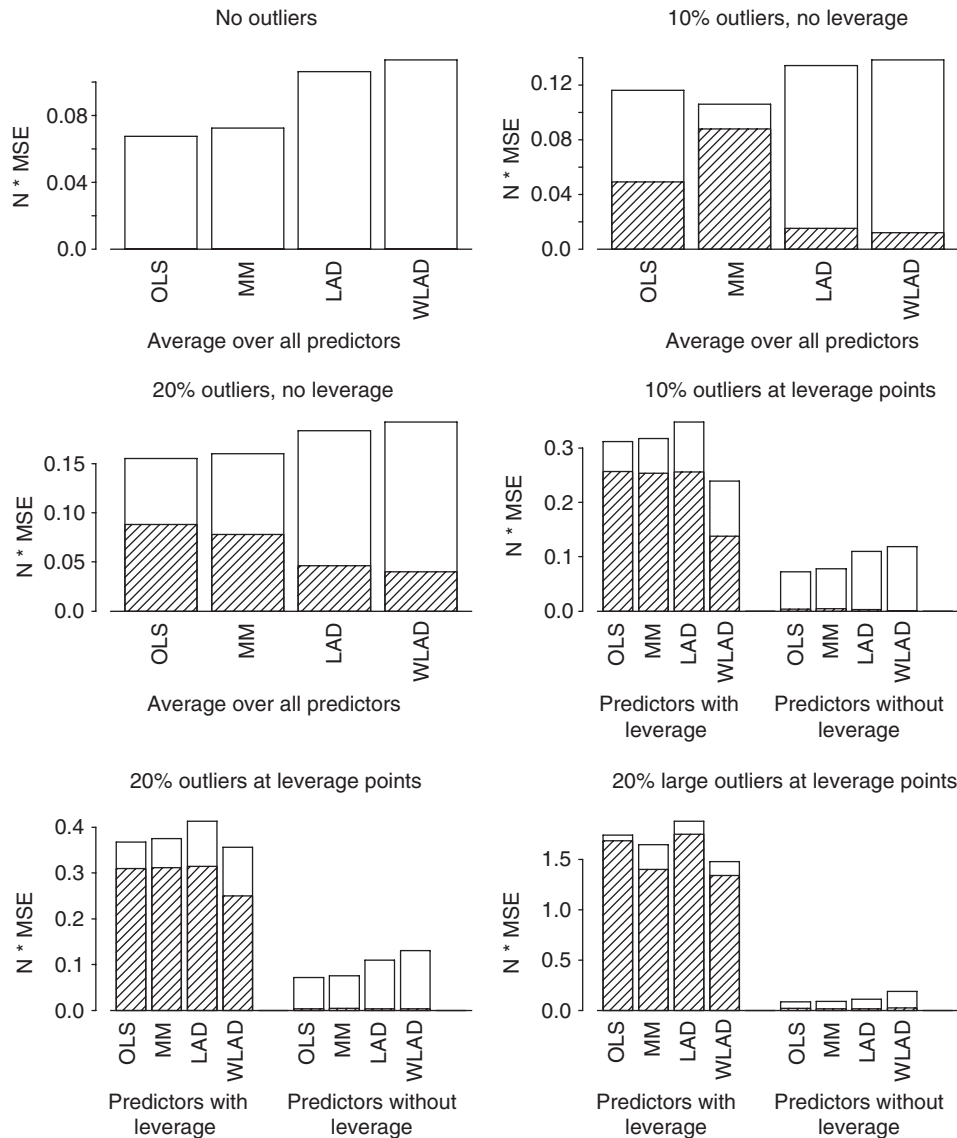 No outliers
N * MSE
0.08
0.04
0.0
OLS
MM
LAD
WLAD
Average over all predictors
10% outliers, no leverage
N * MSE
0.12
0.08
0.04
0.0
OLS
MM
LAD
WLAD
Average over all predictors
20% outliers, no leverage
N * MSE
0.15
0.10
0.05
0.0
OLS
MM
LAD
WLAD
Average over all predictors
10% outliers at leverage points
N * MSE
0.3
0.2
0.1
0.0
OLS
MM
LAD
WLAD
OLS
MM
LAD
WLAD
Predictors with
leverage
Predictors without
leverage
20% outliers at leverage points
N * MSE
0.4
0.3
0.2
0.1
0.0
OLS
MM
LAD
WLAD
OLS
MM
LAD
WLAD
Predictors with
leverage
Predictors without
leverage
20% large outliers at leverage points
N * MSE
1.5
1.0
0.5
0.0
OLS
MM
LAD
WLAD
OLS
MM
LAD
WLAD
Predictors with
leverage
Predictors without
leverage